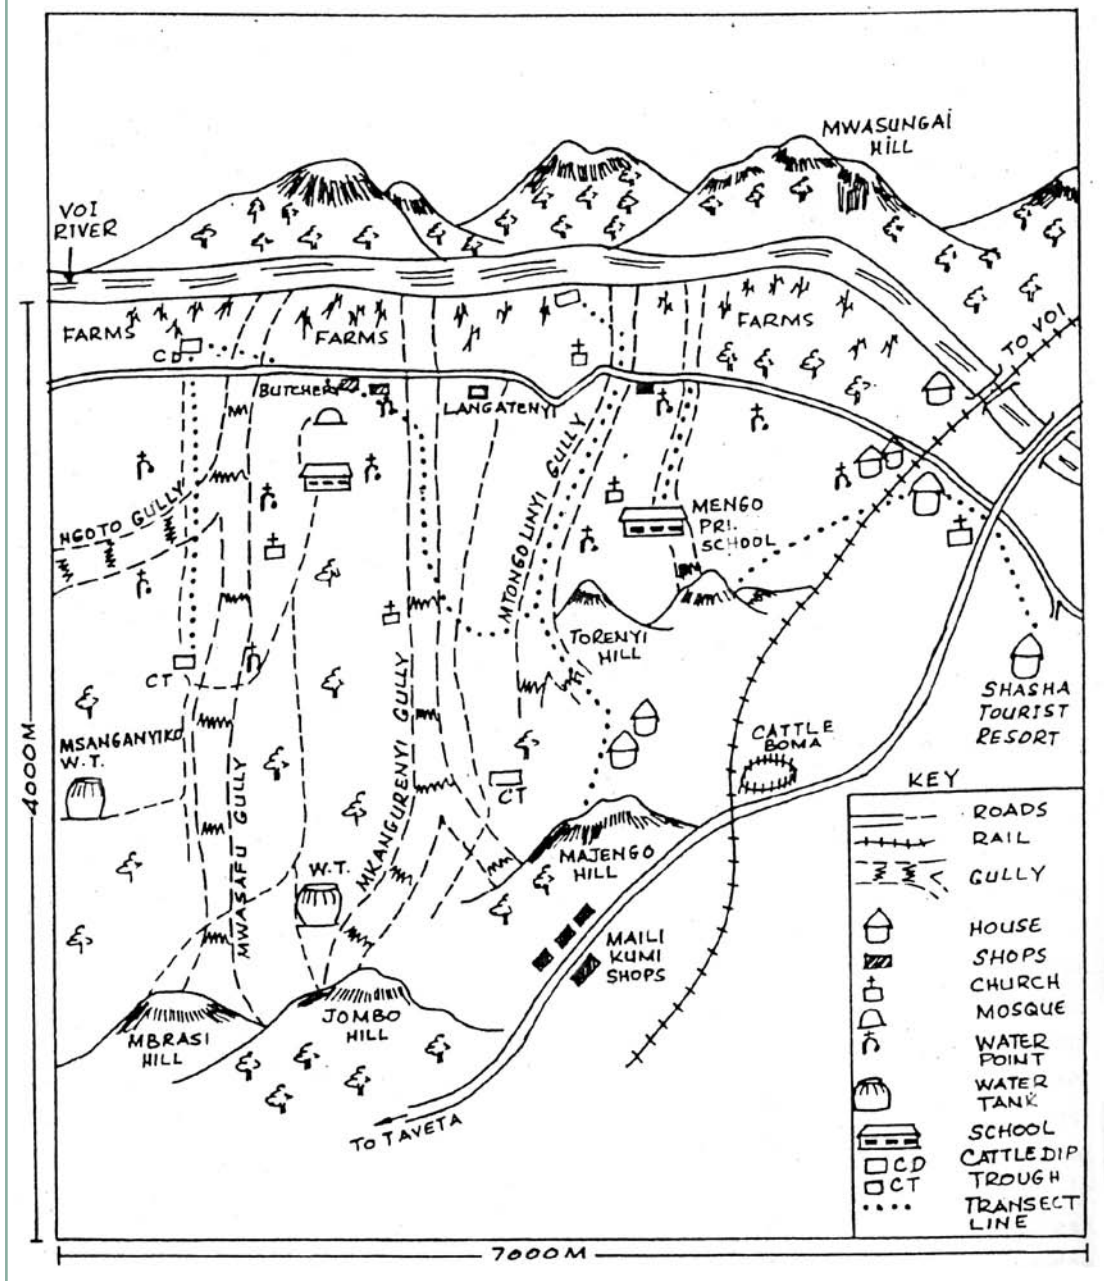 MWASUNGAI
HILL
VOI
RIVER
TO VOI
FARMS
FARMS
FARMS
CD
BUTCHERY
LANGATENYI
NGOTO GULLY
MTONGOLINYI GULLY
MENGO
PRI.
SCHOOL
TORENYI
HILL
CT
SHASHA
TOURIST
RESORT
MSANGANYIKO
W.T.
CATTLE
BOMA
CT
MWASAFU GULLY
MKANGURENYI GULLY
4000M
W.T.
MAJENGO
HILL
MAILI
KUMI
SHOPS
MBRASI
HILL
JOMBO
HILL
TO TAVETA
KEY
ROADS
RAIL
GULLY
HOUSE
SHOPS
CHURCH
MOSQUE
WATER
POINT
WATER
TANK
SCHOOL
CD CATTLE DIP
CT TROUGH
TRANSECT
LINE
7000M